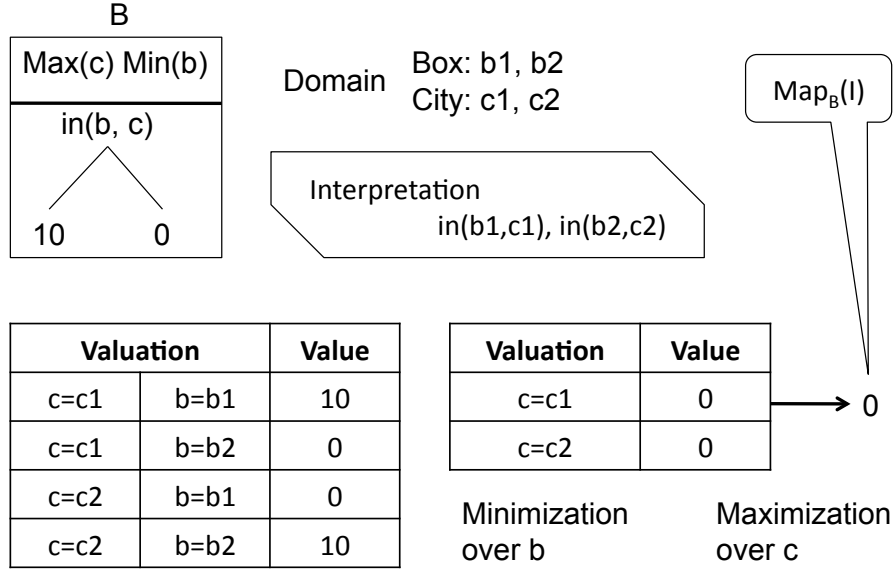 B
Max(c) Min(b)
in(b, c)
10 0
Domain
Box: b1, b2
City: c1, c2
Map_B(I)
Interpretation
in(b1,c1), in(b2,c2)
Valuation Value
c=c1 b=b1 10
c=c1 b=b2 0
c=c2 b=b1 0
c=c2 b=b2 10
Valuation Value
c=c1 0
c=c2 0
0
Minimization
over b
Maximization
over c